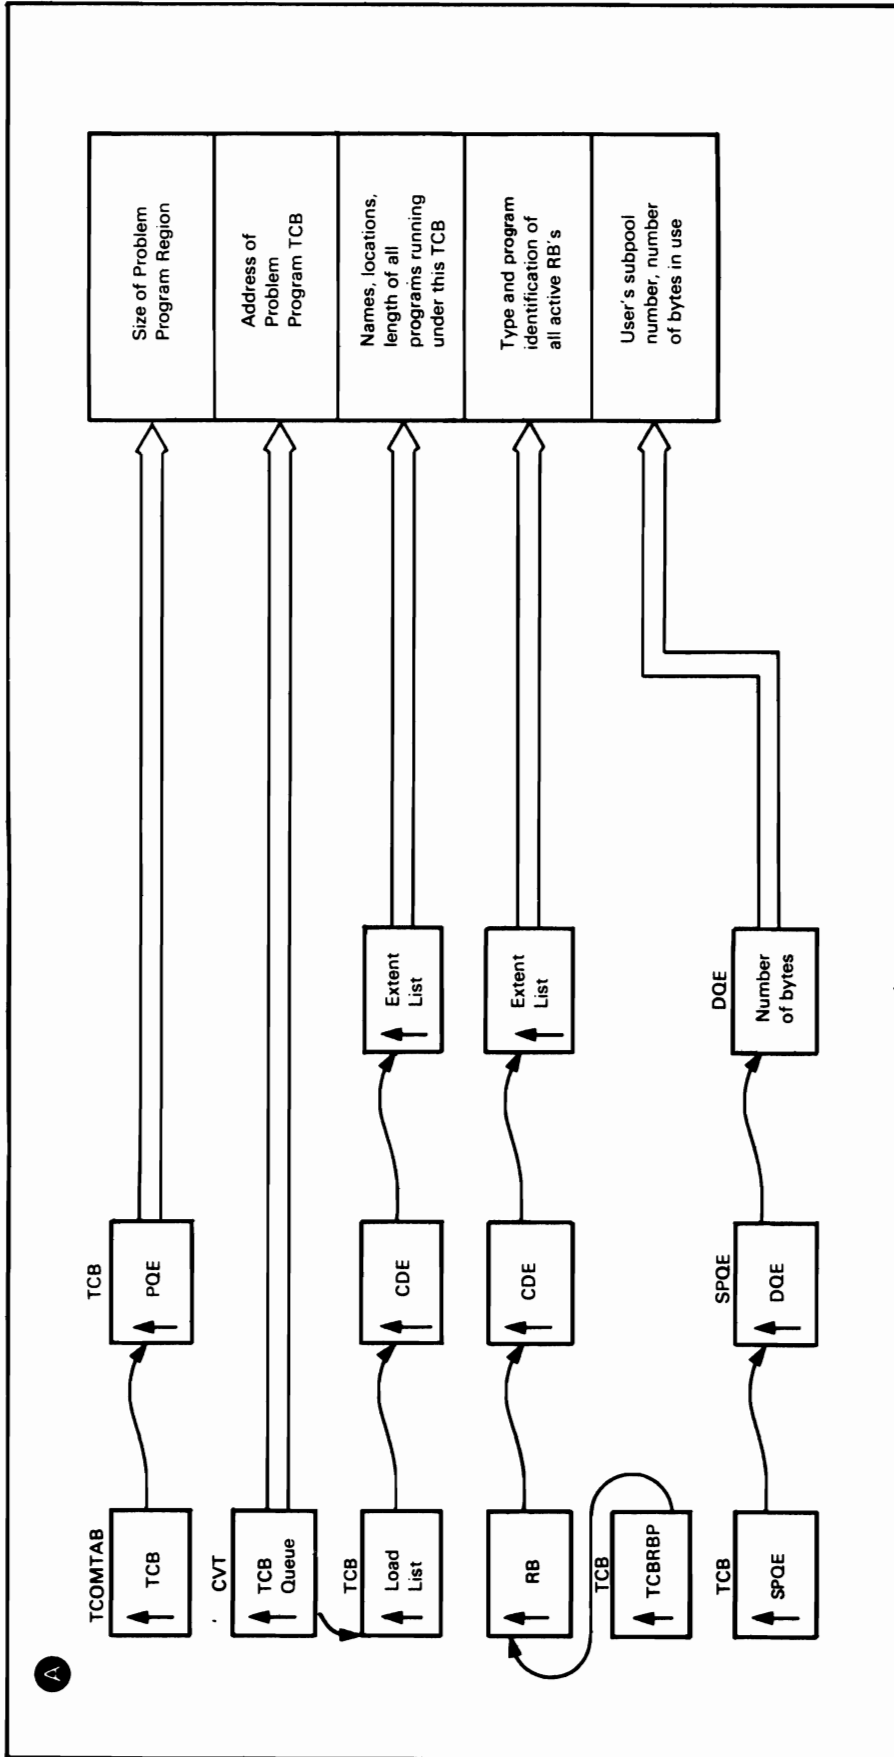 A
TCOMTAB
TCB
TCB
PQE
Size of Problem
Program Region
CVT
TCB
Queue
Address of
Problem
Program TCB
TCB
Load
List
CDE
Extent
List
Names, locations,
length of all
programs running
under this TCB
RB
CDE
Extent
List
Type and program
identification of
all active RB's
TCB
TCBRBP
TCB
SPQE
SPQE
DQE
DQE
Number
of bytes
User's subpool
number, number
of bytes in use